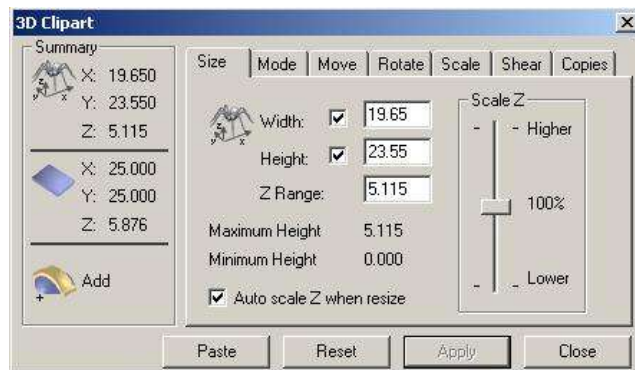 3D Clipart
Summary
X: 19.650
Y: 23.550
Z: 5.115
X: 25.000
Y: 25.000
Z: 5.876
Add
Size Mode Move Rotate Scale Shear Copies
Width: 19.65
Height: 23.55
Z Range: 5.115
Maximum Height 5.115
Minimum Height 0.000
Auto scale Z when resize
Scale Z
Higher
100%
Lower
Paste Reset Apply Close